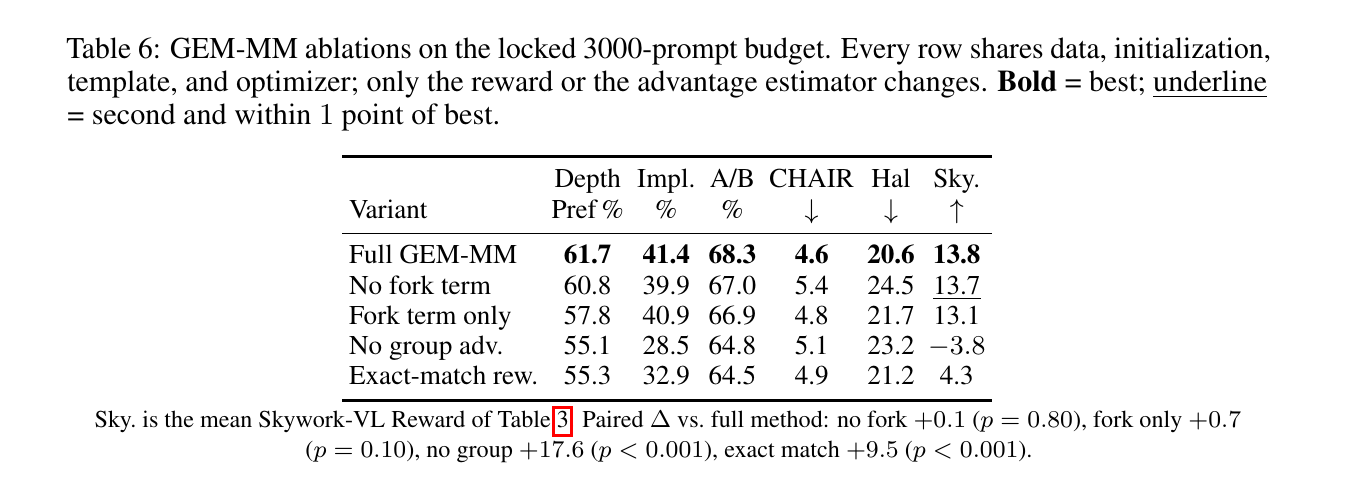 Table 6: GEM-MM ablations on the locked 3000-prompt budget. Every row shares data, initialization,
template, and optimizer; only the reward or the advantage estimator changes. Bold = best; underline
= second and within 1 point of best.
Depth Impl. A/B CHAIR Hal Sky.
Variant Pref % % % ↓ ↓ ↑
Full GEM-MM 61.7 41.4 68.3 4.6 20.6 13.8
No fork term 60.8 39.9 67.0 5.4 24.5 13.7
Fork term only 57.8 40.9 66.9 4.8 21.7 13.1
No group adv. 55.1 28.5 64.8 5.1 23.2 −3.8
Exact-match rew. 55.3 32.9 64.5 4.9 21.2 4.3
Sky. is the mean Skywork-VL Reward of Table 3. Paired Δ vs. full method: no fork +0.1 (p = 0.80), fork only +0.7
(p = 0.10), no group +17.6 (p < 0.001), exact match +9.5 (p < 0.001).